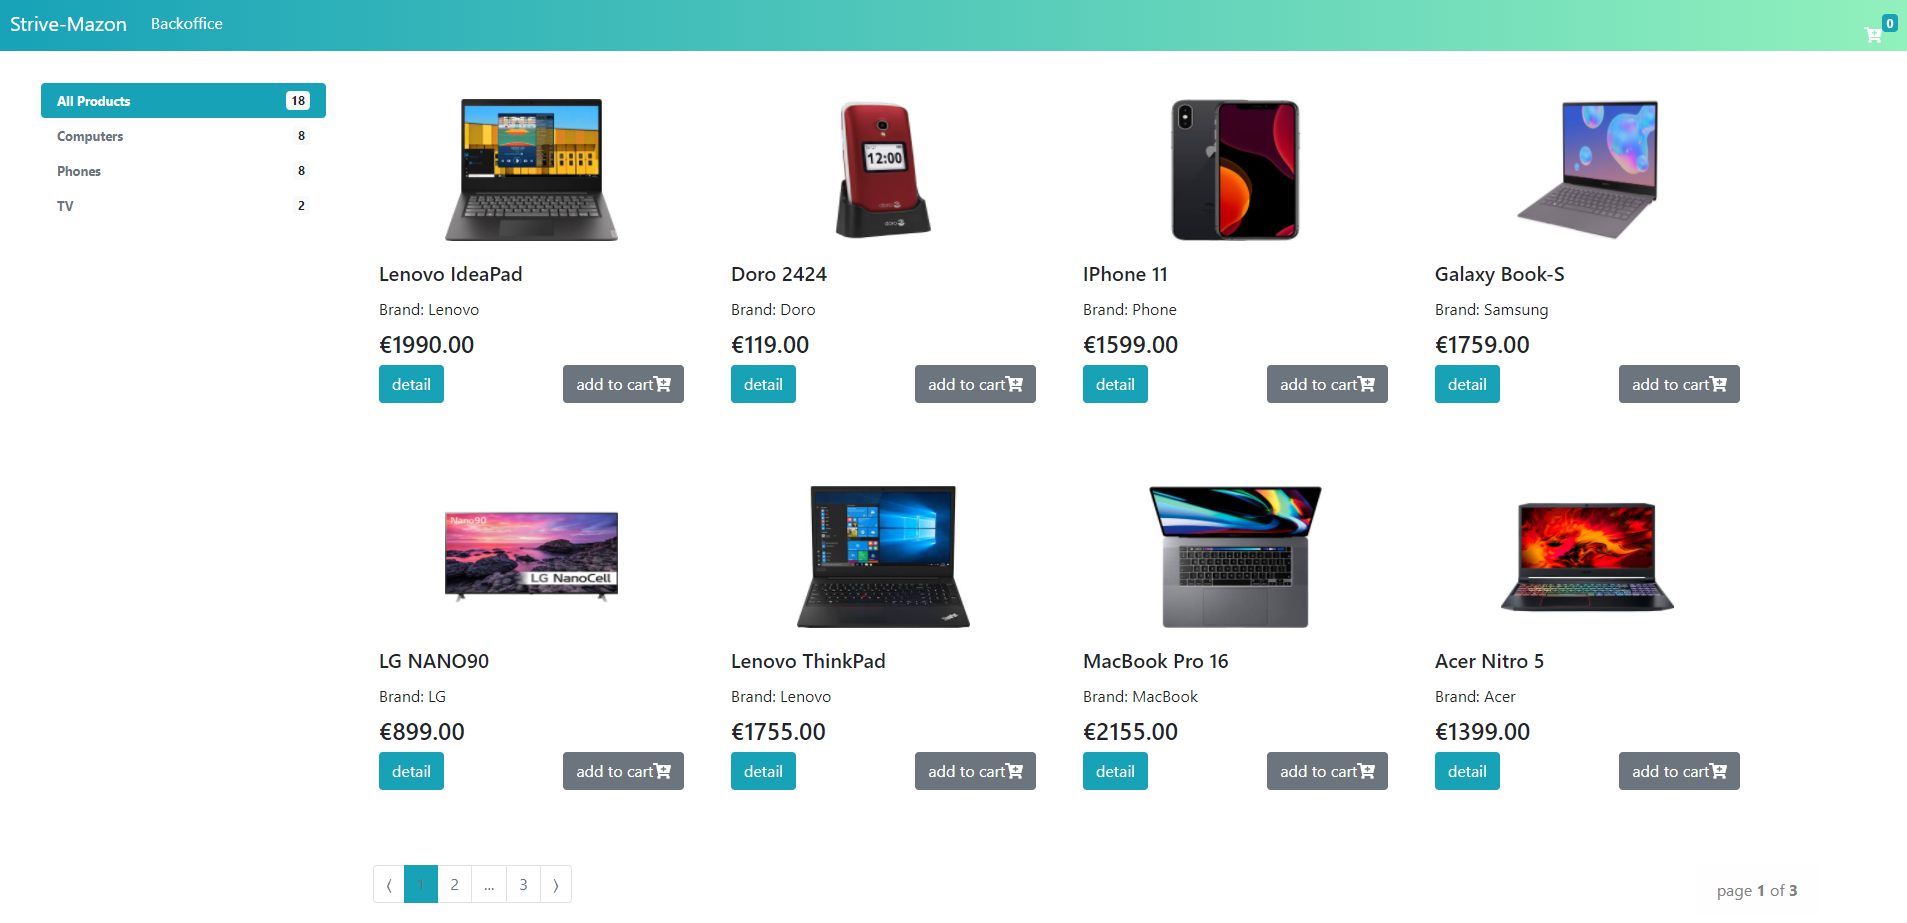 Strive-Mazon Backoffice 0
All Products 18
Computers 8
Phones 8
TV 2
12:00
doro
doro
Lenovo IdeaPad
Brand: Lenovo
€1990.00
detail add to cart
Doro 2424
Brand: Doro
€119.00
detail add to cart
IPhone 11
Brand: Phone
€1599.00
detail add to cart
Galaxy Book-S
Brand: Samsung
€1759.00
detail add to cart
Nano90
LG NanoCell
LG NANO90
Brand: LG
€899.00
detail add to cart
Lenovo ThinkPad
Brand: Lenovo
€1755.00
detail add to cart
MacBook Pro 16
Brand: MacBook
€2155.00
detail add to cart
Acer Nitro 5
Brand: Acer
€1399.00
detail add to cart
⟨ 1 2 ... 3 ⟩
page 1 of 3